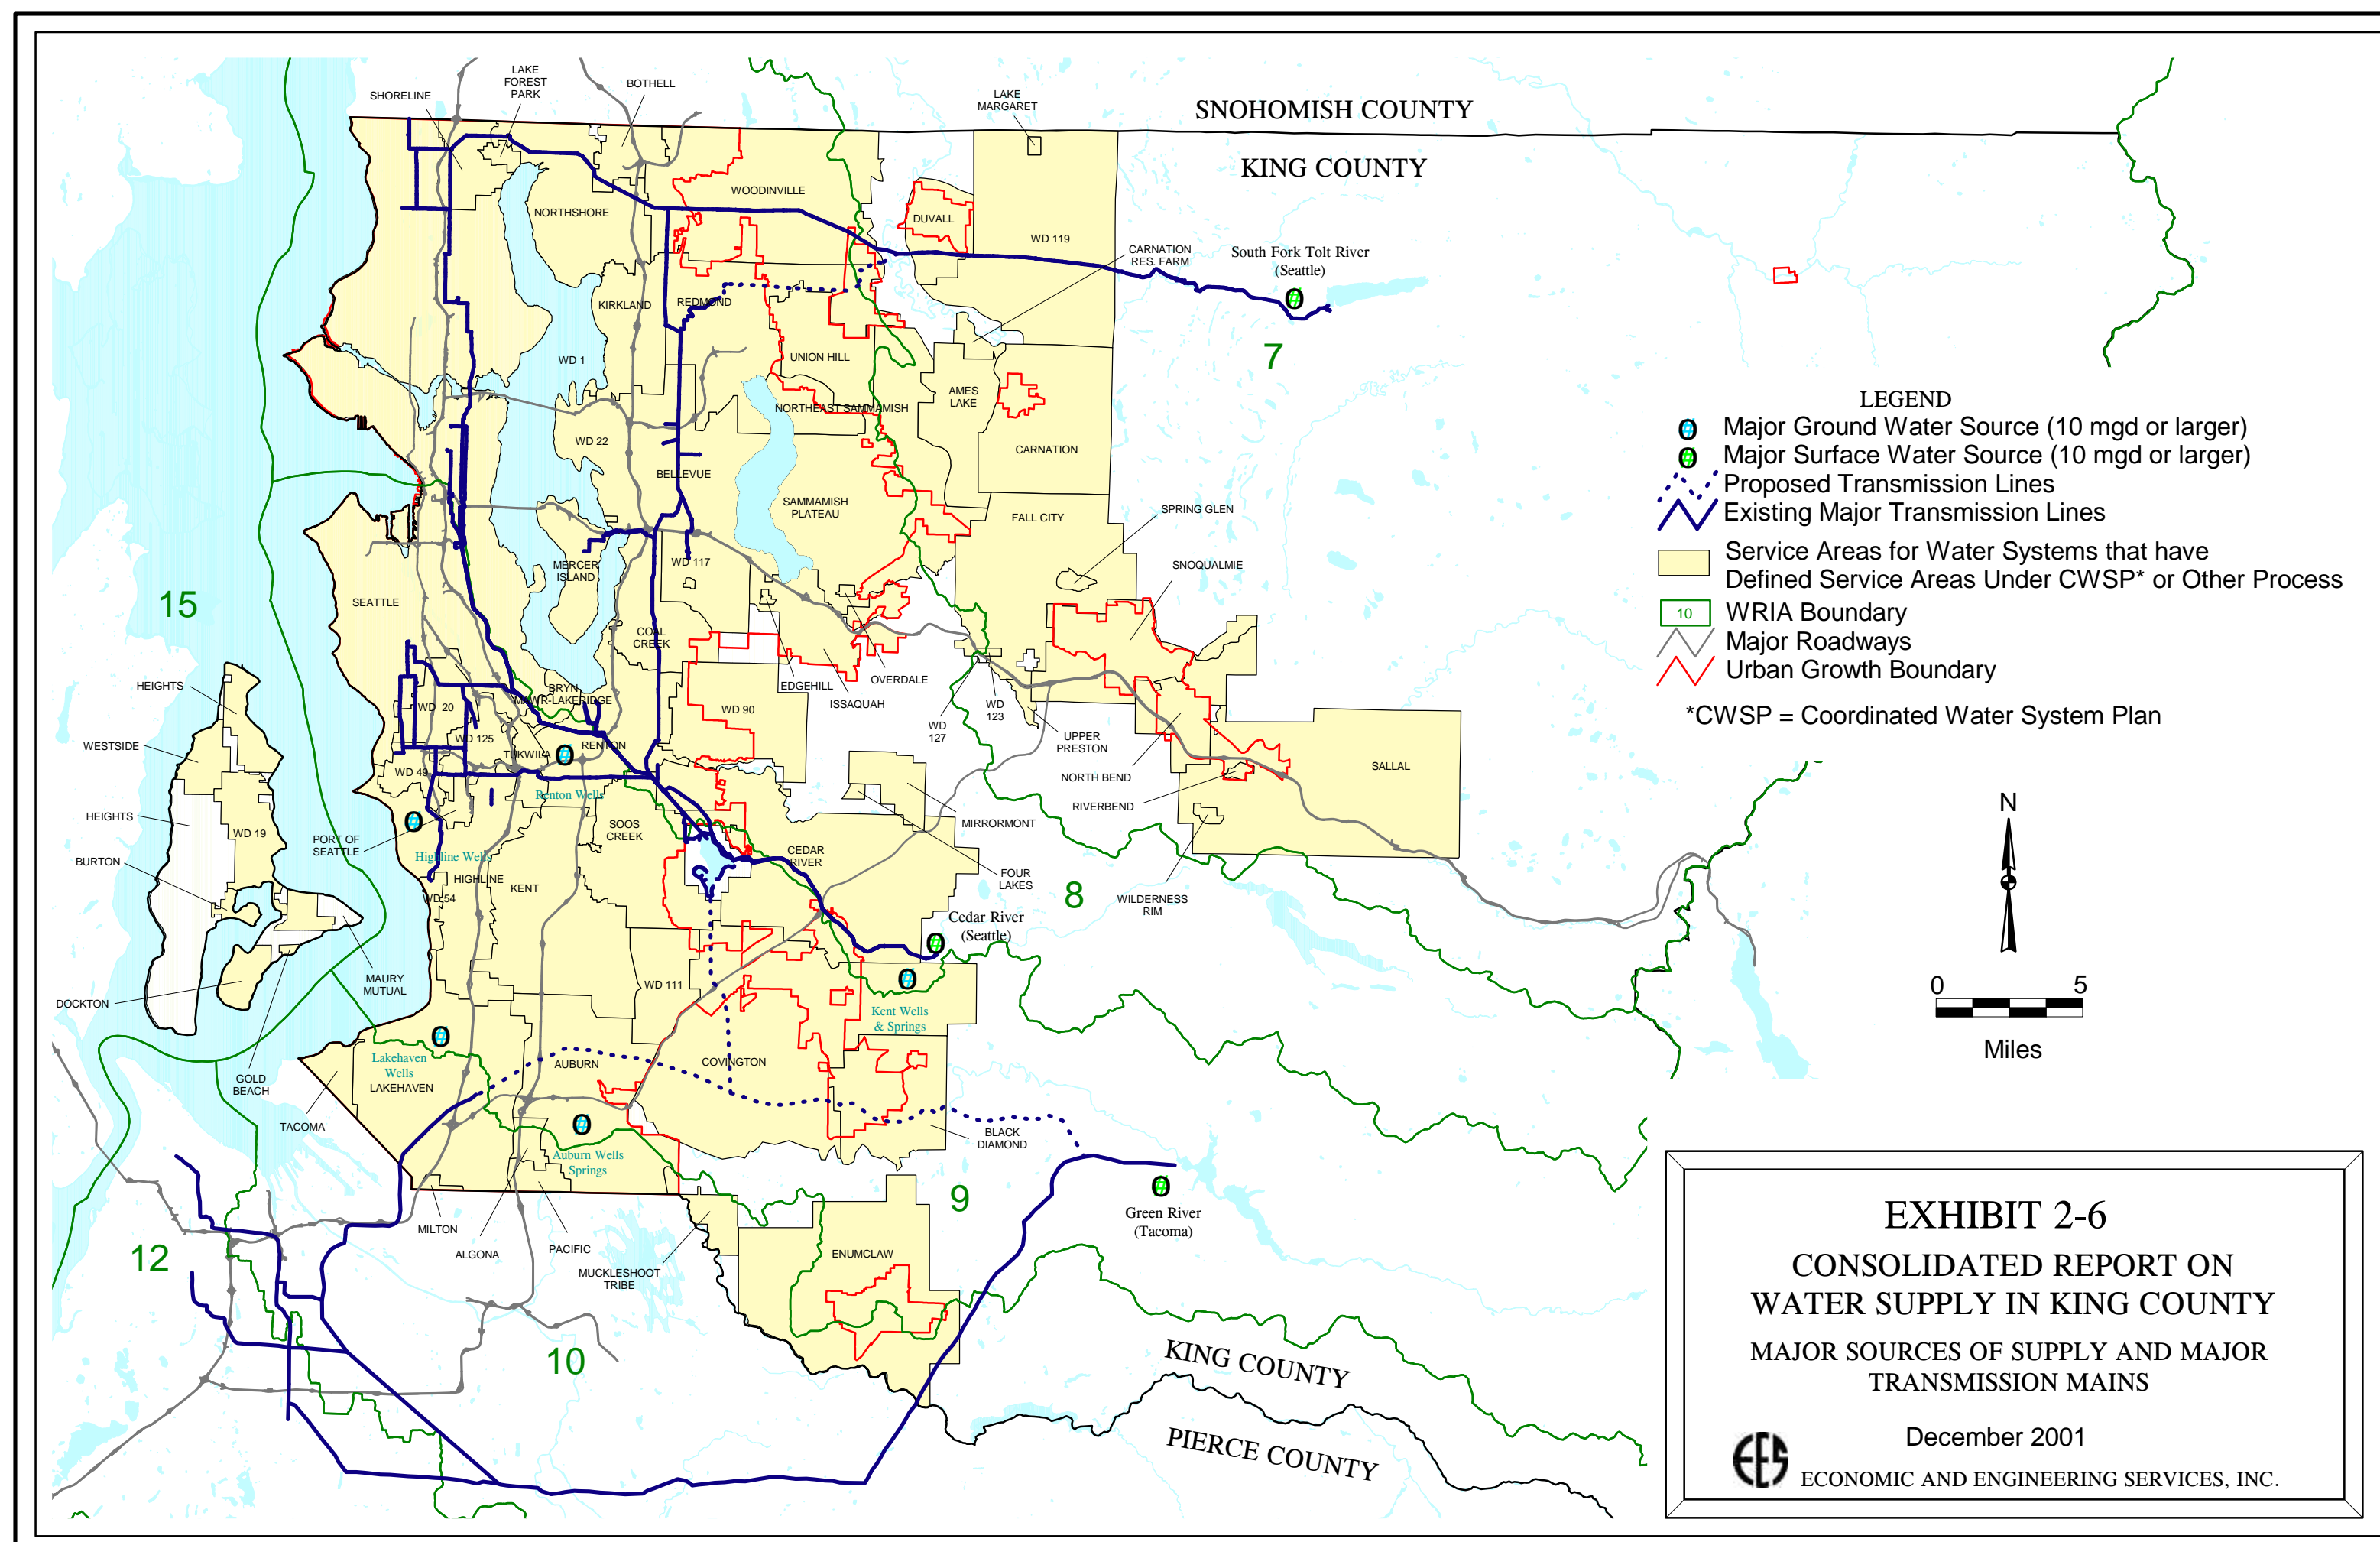 SNOHOMISH COUNTY
KING COUNTY
LAKE
FOREST
PARK
SHORELINE
BOTHELL
LAKE
MARGARET
WOODINVILLE
NORTHSHORE
DUVALL
WD 119
CARNATION
RES. FARM
South Fork Tolt River
(Seattle)
KIRKLAND
REDMOND
WD 1
UNION HILL
7
AMES
LAKE
NORTHEAST SAMMAMISH
WD 22
CARNATION
BELLEVUE
SAMMAMISH
PLATEAU
FALL CITY
SPRING GLEN
MERCER
ISLAND
WD 117
SNOQUALMIE
15
SEATTLE
COAL
CREEK
HEIGHTS
EDGEHILL
OVERDALE
ISSAQUAH
BRYN
MAWR-LAKERIDGE
WD 20
WD 90
WD
123
WD
127
UPPER
PRESTON
WESTSIDE
WD 125
TUKWILA
RENTON
WD 49
NORTH BEND
SALLAL
Renton Wells
RIVERBEND
HEIGHTS
WD 19
PORT OF
SEATTLE
SOOS
CREEK
MIRRORMONT
BURTON
Highline Wells
CEDAR
RIVER
HIGHLINE
KENT
FOUR
LAKES
WD 54
8
WILDERNESS
RIM
Cedar River
(Seattle)
MAURY
MUTUAL
WD 111
DOCKTON
Kent Wells
& Springs
Lakehaven
Wells
LAKEHAVEN
AUBURN
COVINGTON
GOLD
BEACH
TACOMA
BLACK
DIAMOND
Auburn Wells
Springs
9
Green River
(Tacoma)
MILTON
ALGONA
PACIFIC
MUCKLESHOOT
TRIBE
ENUMCLAW
12
10
KING COUNTY
PIERCE COUNTY
LEGEND
Major Ground Water Source (10 mgd or larger)
Major Surface Water Source (10 mgd or larger)
Proposed Transmission Lines
Existing Major Transmission Lines
Service Areas for Water Systems that have
Defined Service Areas Under CWSP* or Other Process
10 WRIA Boundary
Major Roadways
Urban Growth Boundary
*CWSP = Coordinated Water System Plan
N
0 5
Miles
EXHIBIT 2-6
CONSOLIDATED REPORT ON
WATER SUPPLY IN KING COUNTY
MAJOR SOURCES OF SUPPLY AND MAJOR
TRANSMISSION MAINS
December 2001
EES ECONOMIC AND ENGINEERING SERVICES, INC.